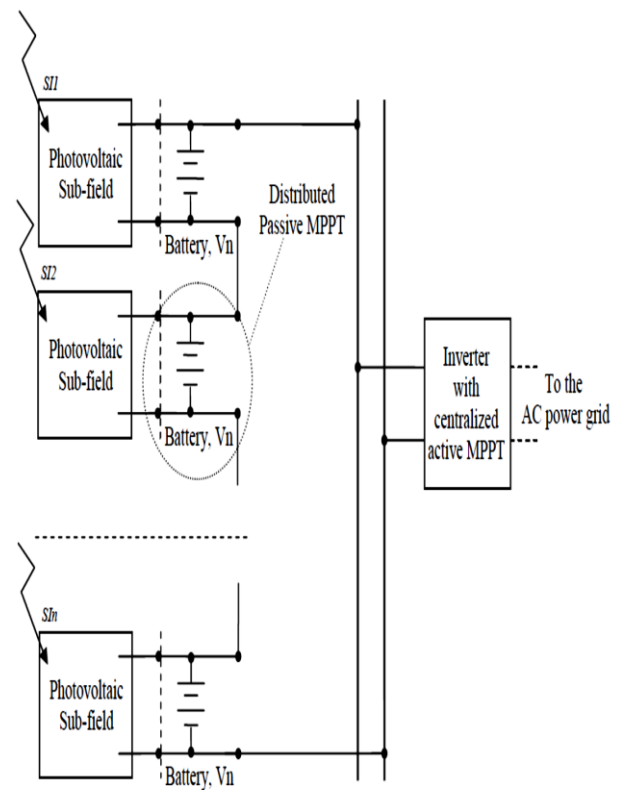 SI1
Photovoltaic
Sub-field
Battery, Vn
Distributed
Passive MPPT
SI2
Photovoltaic
Sub-field
Battery, Vn
Inverter
with
centralized
active MPPT
To the
AC power grid
SIn
Photovoltaic
Sub-field
Battery, Vn